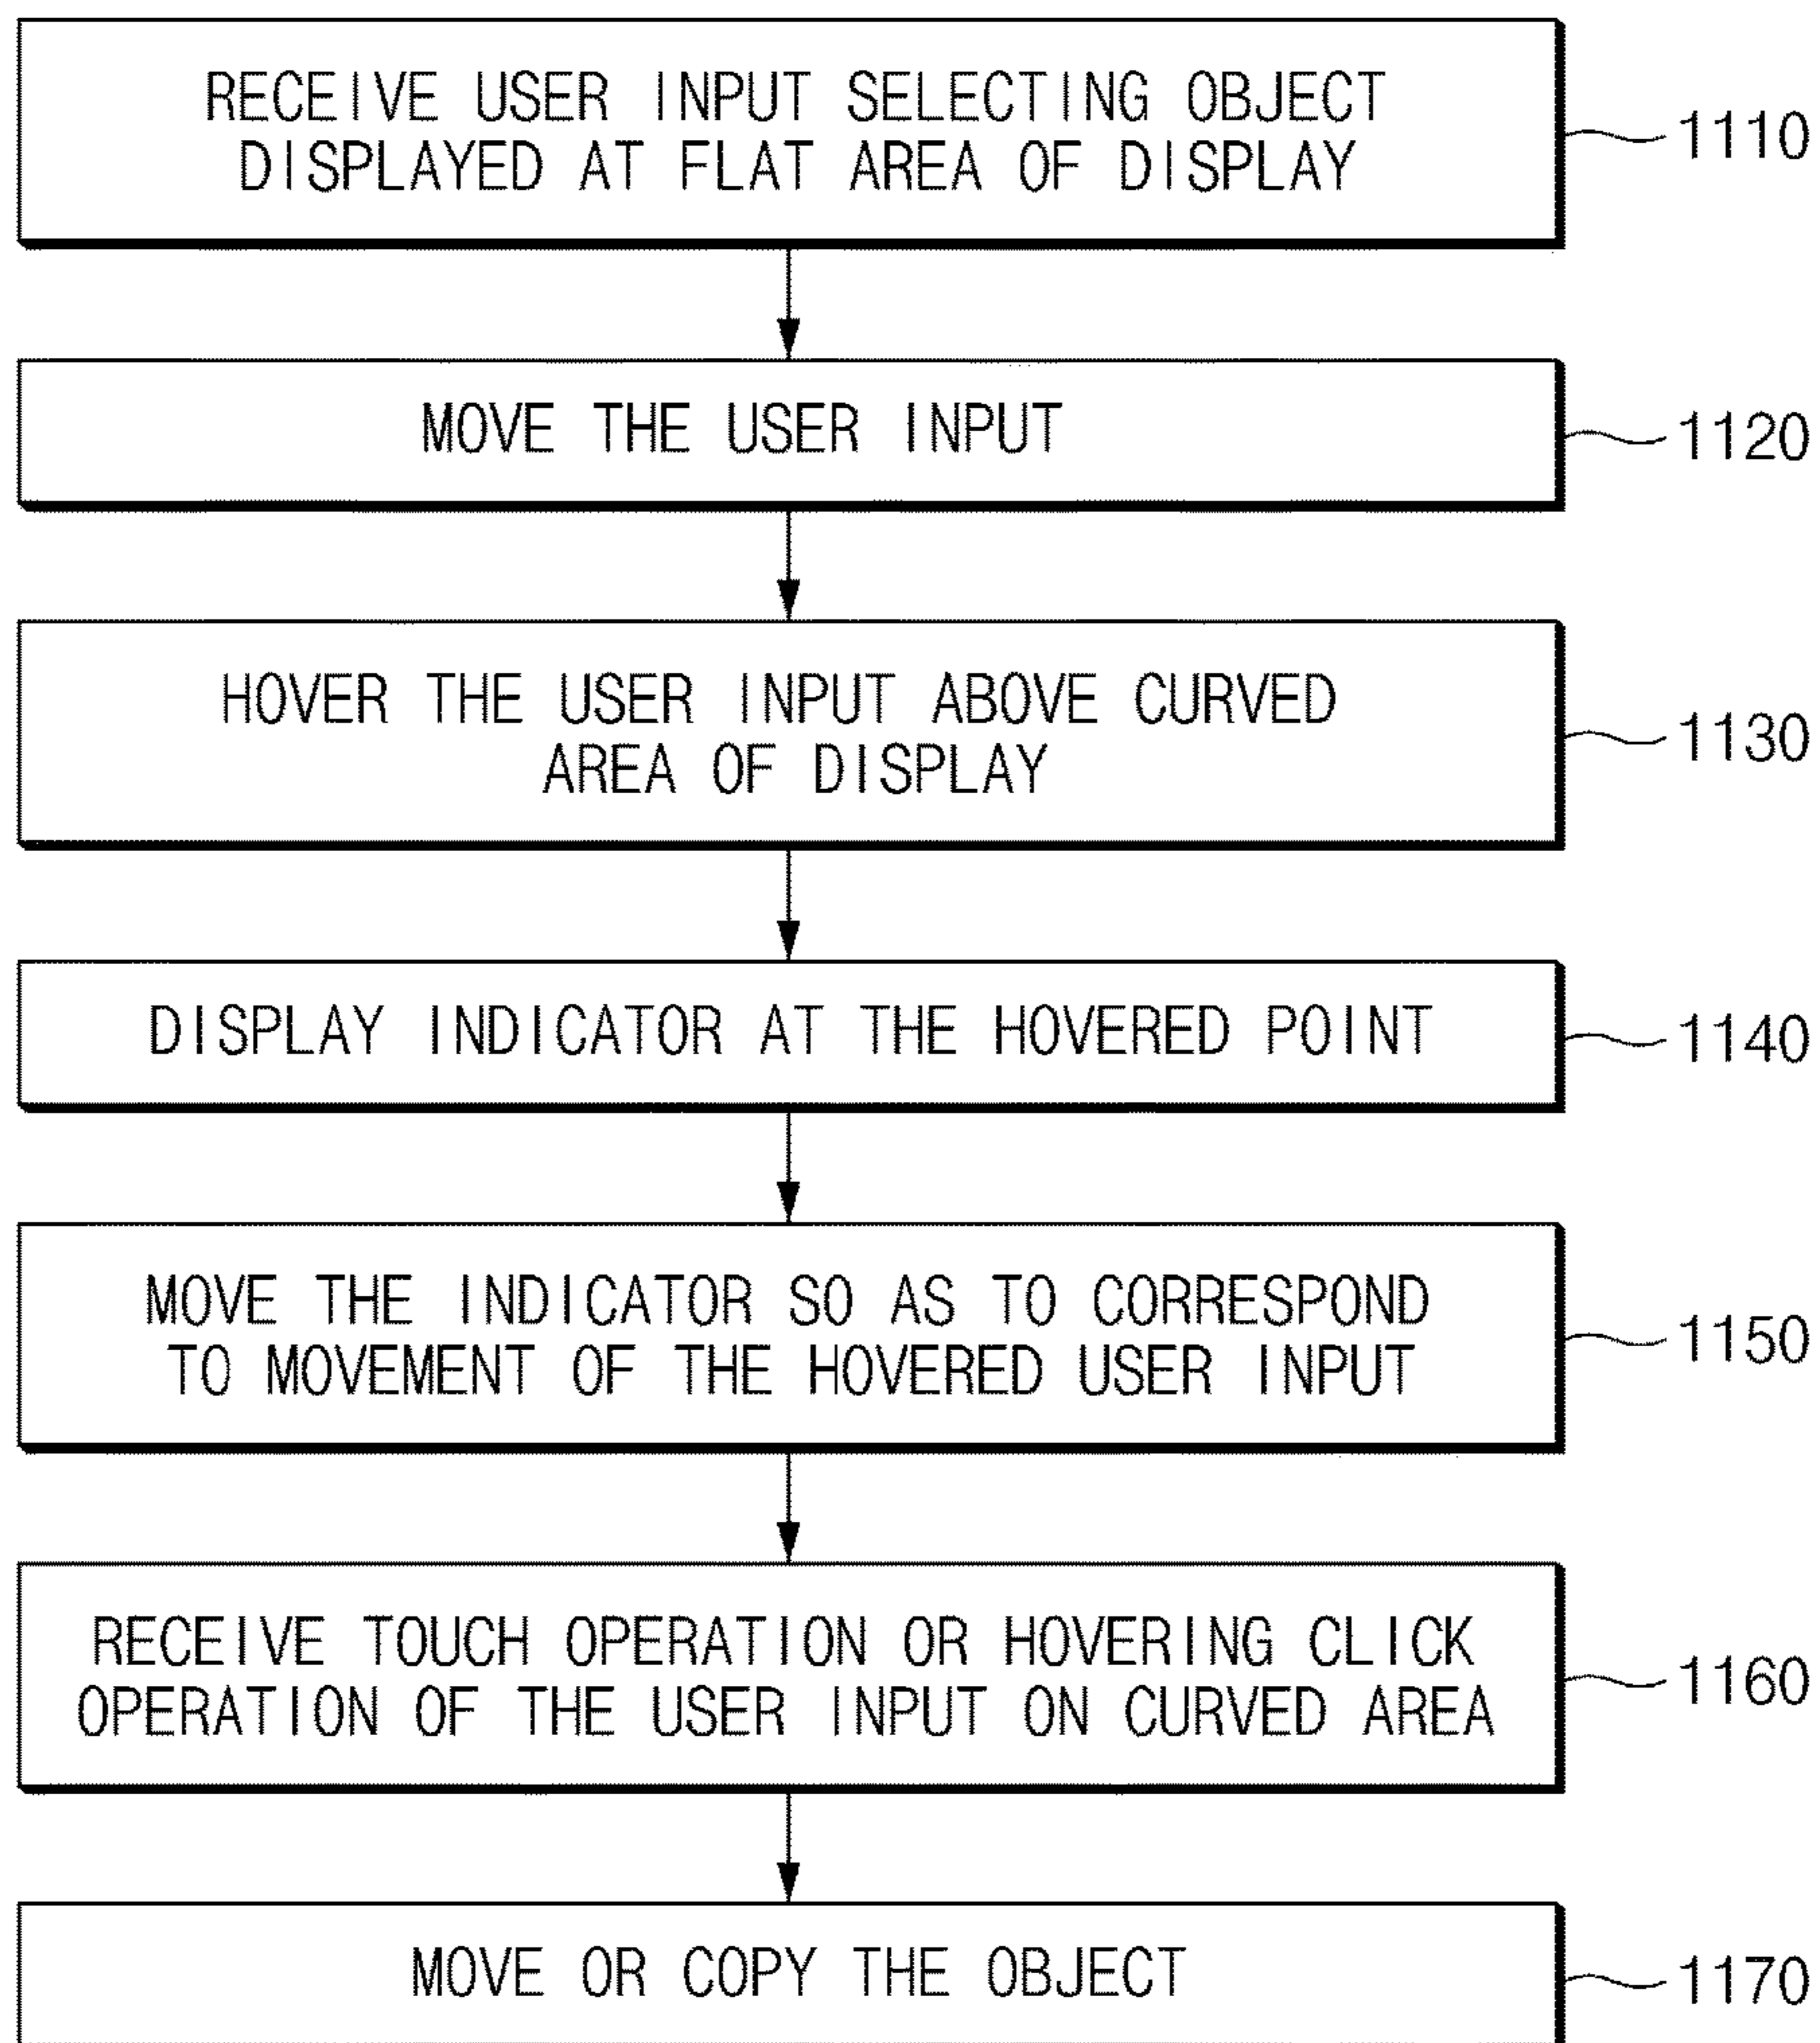 RECEIVE USER INPUT SELECTING OBJECT
DISPLAYED AT FLAT AREA OF DISPLAY
1110
MOVE THE USER INPUT
1120
HOVER THE USER INPUT ABOVE CURVED
AREA OF DISPLAY
1130
DISPLAY INDICATOR AT THE HOVERED POINT
1140
MOVE THE INDICATOR SO AS TO CORRESPOND
TO MOVEMENT OF THE HOVERED USER INPUT
1150
RECEIVE TOUCH OPERATION OR HOVERING CLICK
OPERATION OF THE USER INPUT ON CURVED AREA
1160
MOVE OR COPY THE OBJECT
1170